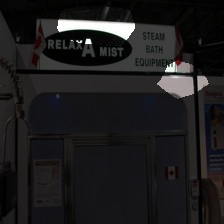 RELAX A MIST
STEAM
BATH
EQUIPMENT